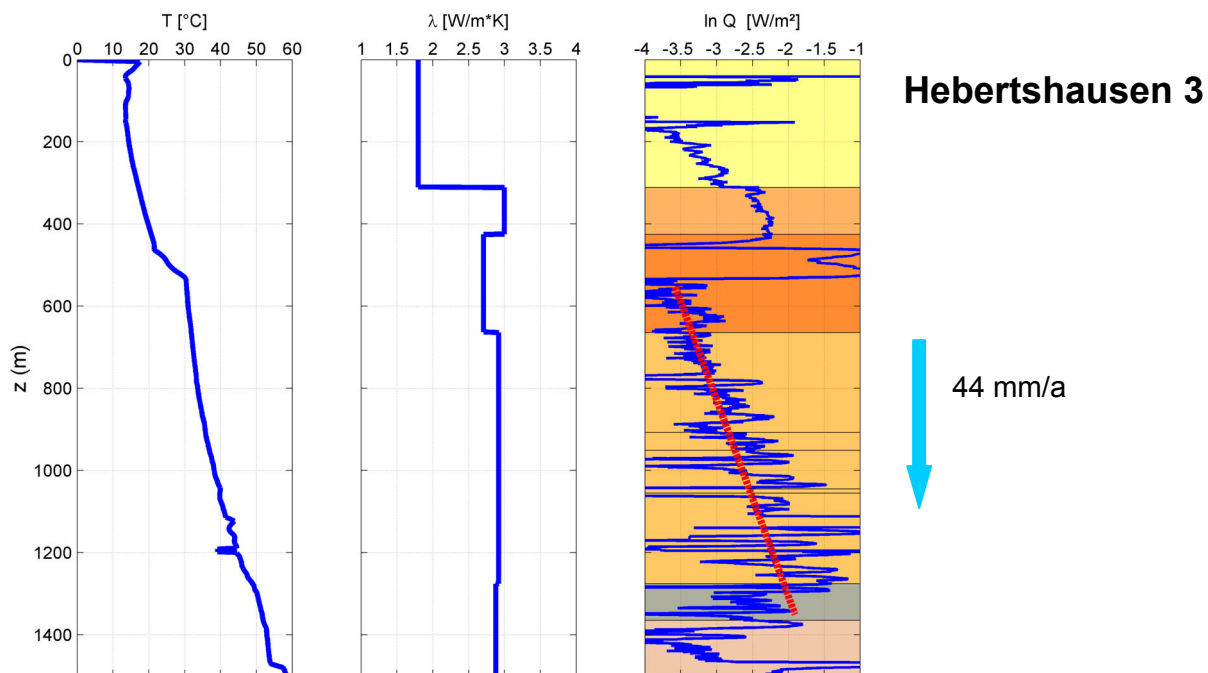 T [°C]
λ [W/m*K]
ln Q [W/m²]
0 10 20 30 40 50 60
1 1.5 2 2.5 3 3.5 4
-4 -3.5 -3 -2.5 -2 -1.5 -1
0
200
400
600
800
1000
1200
1400
z (m)
Hebertshausen 3
44 mm/a